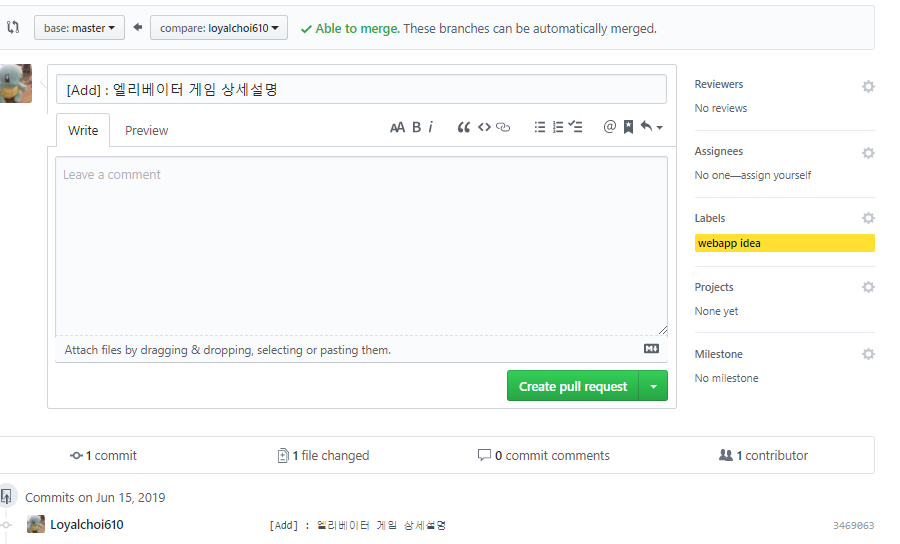 base: master compare: loyalchoi610 Able to merge. These branches can be automatically merged.
[Add] : 엘리베이터 게임 상세설명
Write Preview AA B i @
Leave a comment
Attach files by dragging & dropping, selecting or pasting them.
Create pull request
Reviewers
No reviews
Assignees
No one—assign yourself
Labels
webapp idea
Projects
None yet
Milestone
No milestone
1 commit 1 file changed 0 commit comments 1 contributor
Commits on Jun 15, 2019
Loyalchoi610 [Add] : 엘리베이터 게임 상세설명 3469063